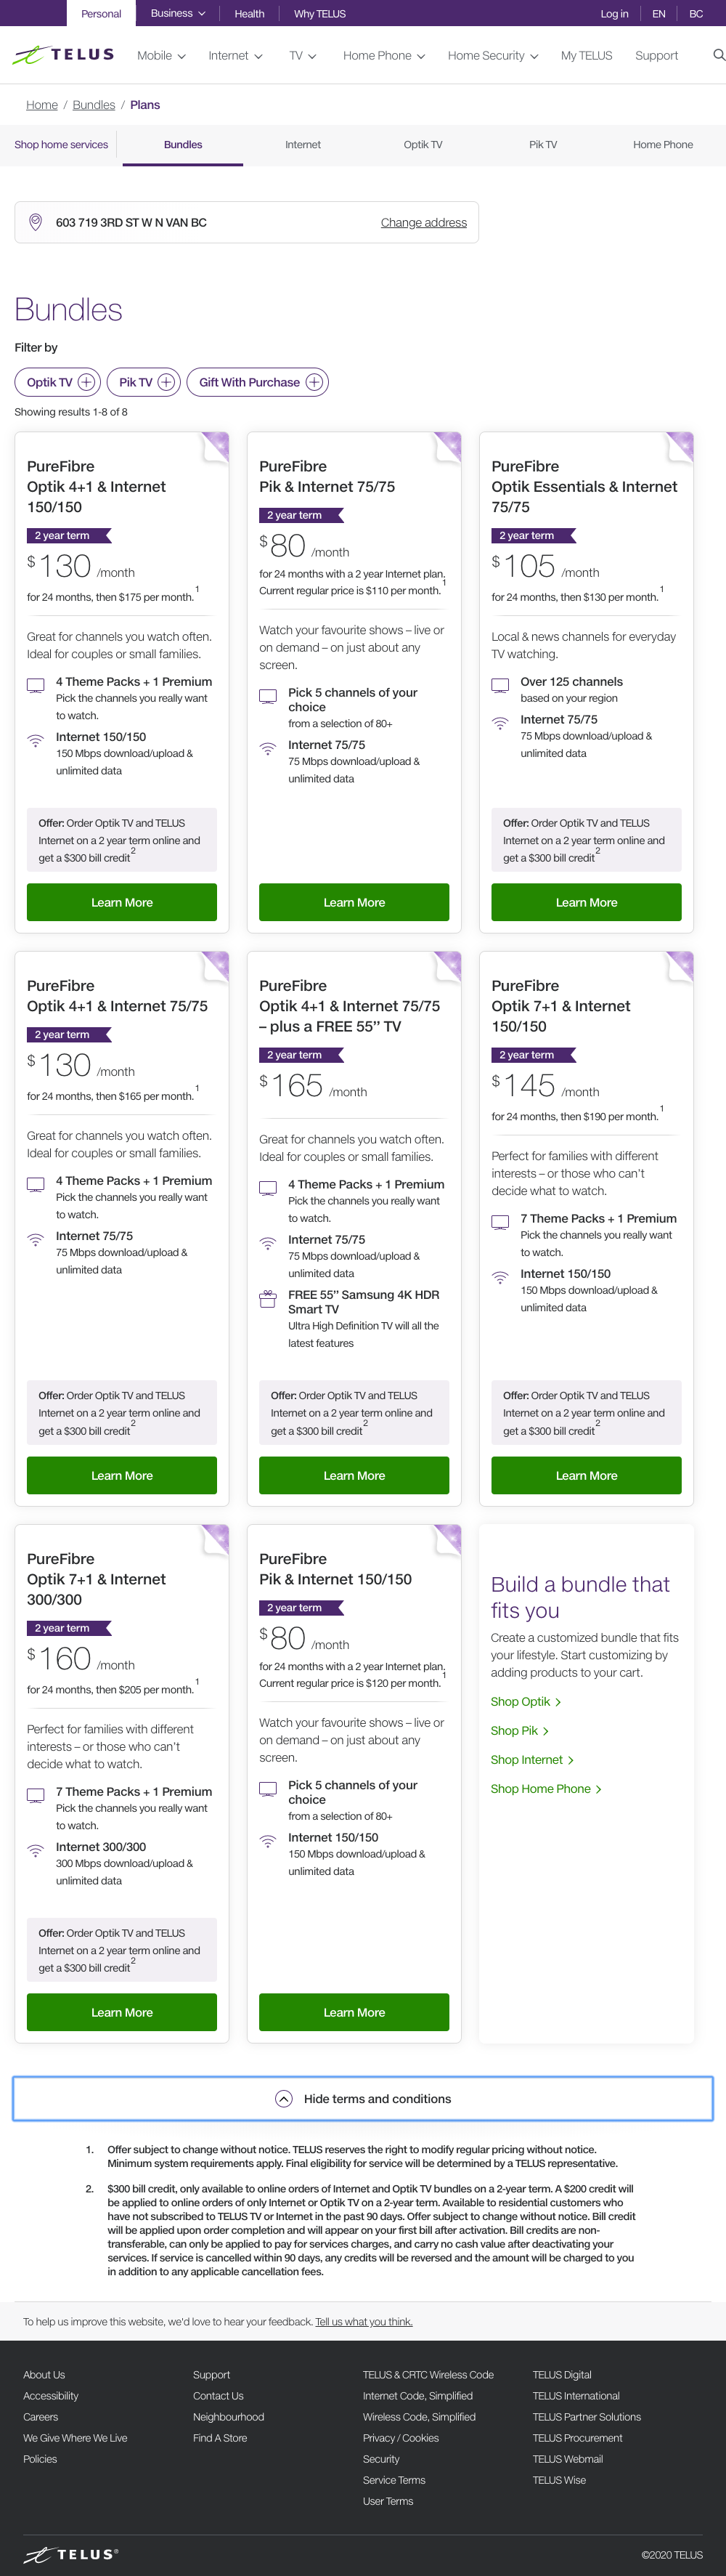 Personal
Business
Health
Why TELUS
Log in
EN
BC
TELUS
Mobile
Internet
TV
Home Phone
Home Security
My TELUS
Support
Home / Bundles / Plans
Shop home services
Bundles
Internet
Optik TV
Pik TV
Home Phone
603 719 3RD ST W N VAN BC
Change address
Bundles
Filter by
Optik TV
Pik TV
Gift With Purchase
Showing results 1-8 of 8
PureFibre
Optik 4+1 & Internet
150/150
2 year term
$130 /month
for 24 months, then $175 per month.1
Great for channels you watch often.
Ideal for couples or small families.
4 Theme Packs + 1 Premium
Pick the channels you really want
to watch.
Internet 150/150
150 Mbps download/upload &
unlimited data
Offer: Order Optik TV and TELUS
Internet on a 2 year term online and
get a $300 bill credit2
Learn More
PureFibre
Pik & Internet 75/75
2 year term
$80 /month
for 24 months with a 2 year Internet plan.
Current regular price is $110 per month.1
Watch your favourite shows – live or
on demand – on just about any
screen.
Pick 5 channels of your
choice
from a selection of 80+
Internet 75/75
75 Mbps download/upload &
unlimited data
Learn More
PureFibre
Optik Essentials & Internet
75/75
2 year term
$105 /month
for 24 months, then $130 per month.1
Local & news channels for everyday
TV watching.
Over 125 channels
based on your region
Internet 75/75
75 Mbps download/upload &
unlimited data
Offer: Order Optik TV and TELUS
Internet on a 2 year term online and
get a $300 bill credit2
Learn More
PureFibre
Optik 4+1 & Internet 75/75
2 year term
$130 /month
for 24 months, then $165 per month.1
Great for channels you watch often.
Ideal for couples or small families.
4 Theme Packs + 1 Premium
Pick the channels you really want
to watch.
Internet 75/75
75 Mbps download/upload &
unlimited data
Offer: Order Optik TV and TELUS
Internet on a 2 year term online and
get a $300 bill credit2
Learn More
PureFibre
Optik 4+1 & Internet 75/75
– plus a FREE 55” TV
2 year term
$165 /month
Great for channels you watch often.
Ideal for couples or small families.
4 Theme Packs + 1 Premium
Pick the channels you really want
to watch.
Internet 75/75
75 Mbps download/upload &
unlimited data
FREE 55” Samsung 4K HDR
Smart TV
Ultra High Definition TV will all the
latest features
Offer: Order Optik TV and TELUS
Internet on a 2 year term online and
get a $300 bill credit2
Learn More
PureFibre
Optik 7+1 & Internet
150/150
2 year term
$145 /month
for 24 months, then $190 per month.1
Perfect for families with different
interests – or those who can't
decide what to watch.
7 Theme Packs + 1 Premium
Pick the channels you really want
to watch.
Internet 150/150
150 Mbps download/upload &
unlimited data
Offer: Order Optik TV and TELUS
Internet on a 2 year term online and
get a $300 bill credit2
Learn More
PureFibre
Optik 7+1 & Internet
300/300
2 year term
$160 /month
for 24 months, then $205 per month.1
Perfect for families with different
interests – or those who can't
decide what to watch.
7 Theme Packs + 1 Premium
Pick the channels you really want
to watch.
Internet 300/300
300 Mbps download/upload &
unlimited data
Offer: Order Optik TV and TELUS
Internet on a 2 year term online and
get a $300 bill credit2
Learn More
PureFibre
Pik & Internet 150/150
2 year term
$80 /month
for 24 months with a 2 year Internet plan.
Current regular price is $120 per month.1
Watch your favourite shows – live or
on demand – on just about any
screen.
Pick 5 channels of your
choice
from a selection of 80+
Internet 150/150
150 Mbps download/upload &
unlimited data
Learn More
Build a bundle that
fits you
Create a customized bundle that fits
your lifestyle. Start customizing by
adding products to your cart.
Shop Optik
Shop Pik
Shop Internet
Shop Home Phone
Hide terms and conditions
1. Offer subject to change without notice. TELUS reserves the right to modify regular pricing without notice.
Minimum system requirements apply. Final eligibility for service will be determined by a TELUS representative.
2. $300 bill credit, only available to online orders of Internet and Optik TV bundles on a 2-year term. A $200 credit will
be applied to online orders of only Internet or Optik TV on a 2-year term. Available to residential customers who
have not subscribed to TELUS TV or Internet in the past 90 days. Offer subject to change without notice. Bill credit
will be applied upon order completion and will appear on your first bill after activation. Bill credits are non-
transferable, can only be applied to pay for services charges, and carry no cash value after deactivating your
services. If service is cancelled within 90 days, any credits will be reversed and the amount will be charged to you
in addition to any applicable cancellation fees.
To help us improve this website, we'd love to hear your feedback. Tell us what you think.
About Us
Accessibility
Careers
We Give Where We Live
Policies
Support
Contact Us
Neighbourhood
Find A Store
TELUS & CRTC Wireless Code
Internet Code, Simplified
Wireless Code, Simplified
Privacy / Cookies
Security
Service Terms
User Terms
TELUS Digital
TELUS International
TELUS Partner Solutions
TELUS Procurement
TELUS Webmail
TELUS Wise
TELUS®
©2020 TELUS